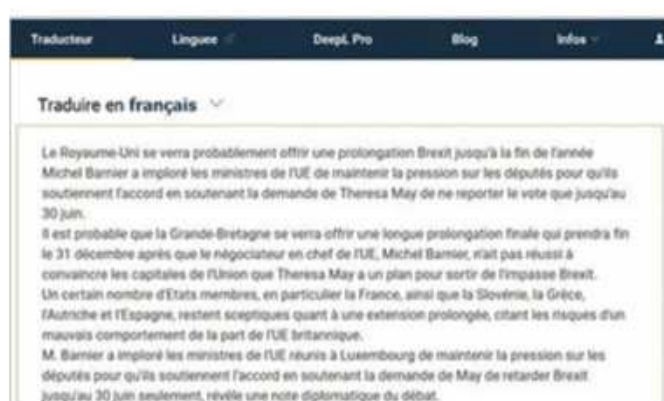 Traducteur
Linguee
DeepL Pro
Blog
Infos
Traduire en français
Le Royaume-Uni se verra probablement offrir une prolongation Brexit jusqu'à la fin de l'année
Michel Barnier a imploré les ministres de l'UE de maintenir la pression sur les députés pour qu'ils
soutiennent l'accord en soutenant la demande de Theresa May de ne reporter le vote que jusqu'au
30 juin.
Il est probable que la Grande-Bretagne se verra offrir une longue prolongation finale qui prendra fin
le 31 décembre après que le négociateur en chef de l'UE, Michel Barnier, n'ait pas réussi à
convaincre les capitales de l'Union que Theresa May a un plan pour sortir de l'impasse Brexit.
Un certain nombre d'Etats membres, en particulier la France, ainsi que la Slovénie, la Grèce,
l'Autriche et l'Espagne, restent sceptiques quant à une extension prolongée, citant les risques d'un
mauvais comportement de la part de l'UE britannique.
M. Barnier a imploré les ministres de l'UE réunis à Luxembourg de maintenir la pression sur les
députés pour qu'ils soutiennent l'accord en soutenant la demande de May de retarder Brexit
jusqu'au 30 juin seulement, révèle une note diplomatique du débat.